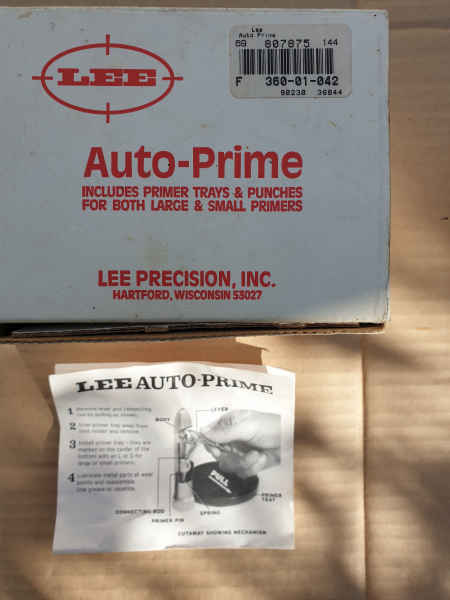 LEE
Lee
Auto Prime
69 807875 144
F 360-01-042
90230 36844
Auto-Prime
INCLUDES PRIMER TRAYS & PUNCHES
FOR BOTH LARGE & SMALL PRIMERS
LEE PRECISION, INC.
HARTFORD, WISCONSIN 53027
LEE AUTO-PRIME
1 Remove lever and connecting
rod by pulling as shown.
2 Slide primer tray away from
shell holder and remove.
3 Install primer tray—they are
marked on the center of the
bottom with an L or S for
large or small primers.
4 Lubricate metal parts at wear
points and reassemble.
Use grease or vaseline.
BODY
LEVER
PULL
PRIMER
TRAY
CONNECTING ROD
SPRING
PRIMER PIN
CUTAWAY SHOWING MECHANISM